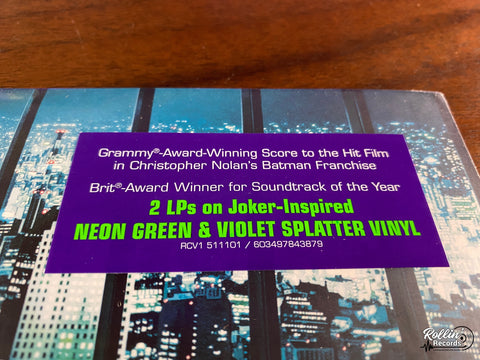 Grammy®-Award-Winning Score to the Hit Film
in Christopher Nolan's Batman Franchise
Brit®-Award Winner for Soundtrack of the Year
2 LPs on Joker-Inspired
NEON GREEN & VIOLET SPLATTER VINYL
RCV1 511101 / 603497843879
Rollin'
Records